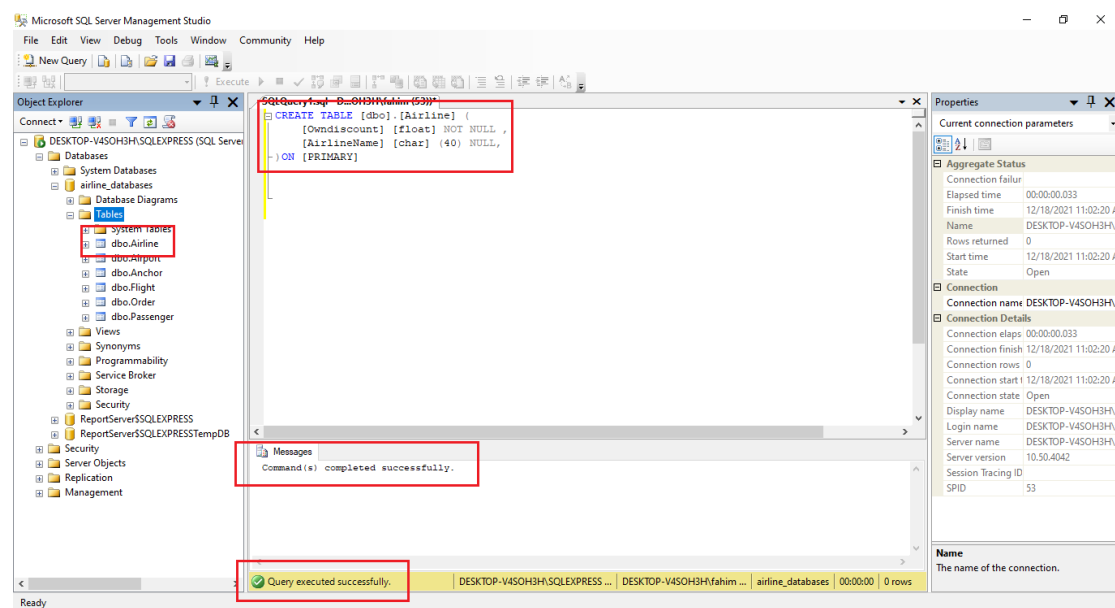 Microsoft SQL Server Management Studio
File Edit View Debug Tools Window Community Help
New Query
Execute
Object Explorer
Connect
DESKTOP-V4SOH3H\SQLEXPRESS (SQL Server
Databases
System Databases
airline_databases
Database Diagrams
Tables
System Tables
dbo.Airline
dbo.Airport
dbo.Anchor
dbo.Flight
dbo.Order
dbo.Passenger
Views
Synonyms
Programmability
Service Broker
Storage
Security
ReportServer$SQLEXPRESS
ReportServer$SQLEXPRESSTempDB
Security
Server Objects
Replication
Management
SQLQuery1.sql - D...OH3H\fahim (53))*
CREATE TABLE [dbo].[Airline] (
[Owndiscount] [float] NOT NULL ,
[AirlineName] [char] (40) NULL,
)ON [PRIMARY]
Messages
Command(s) completed successfully.
Query executed successfully.
DESKTOP-V4SOH3H\SQLEXPRESS ...
DESKTOP-V4SOH3H\fahim ...
airline_databases
00:00:00
0 rows
Properties
Current connection parameters
Aggregate Status
Connection failur
Elapsed time 00:00:00.033
Finish time 12/18/2021 11:02:20 A
Name DESKTOP-V4SOH3H\
Rows returned 0
Start time 12/18/2021 11:02:20 A
State Open
Connection
Connection name DESKTOP-V4SOH3H\
Connection Details
Connection elaps 00:00:00.033
Connection finish 12/18/2021 11:02:20 A
Connection rows 0
Connection start t 12/18/2021 11:02:20 A
Connection state Open
Display name DESKTOP-V4SOH3H\
Login name DESKTOP-V4SOH3H\
Server name DESKTOP-V4SOH3H\
Server version 10.50.4042
Session Tracing ID
SPID 53
Name
The name of the connection.
Ready